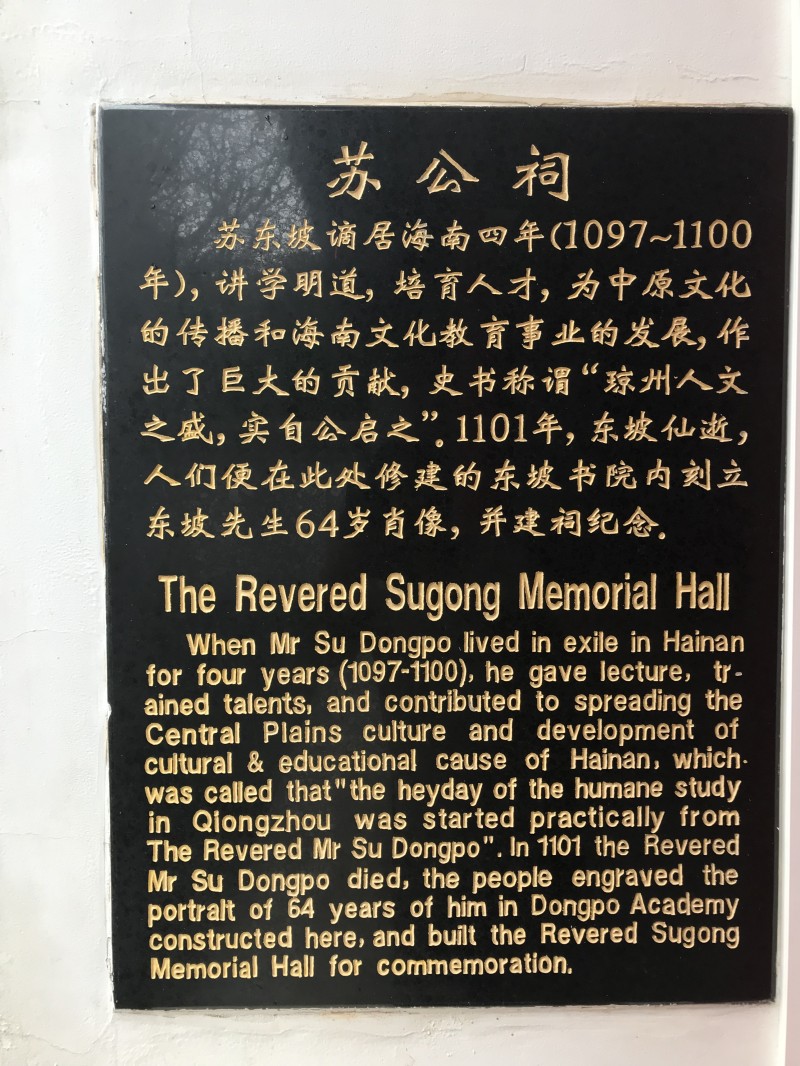 苏公祠
苏东坡谪居海南四年(1097~1100
年), 讲学明道, 培育人才, 为中原文化
的传播和海南文化教育事业的发展, 作
出了巨大的贡献, 史书称谓“琼州人文
之盛, 实自公启之”。1101年, 东坡仙逝,
人们便在此处修建的东坡书院内刻立
东坡先生64岁肖像, 并建祠纪念.
The Revered Sugong Memorial Hall
When Mr Su Dongpo lived in exile in Hainan
for four years (1097-1100), he gave lecture, tr-
ained talents, and contributed to spreading the
Central Plains culture and development of
cultural & educational cause of Hainan, which
was called that "the heyday of the humane study
in Qiongzhou was started practically from
The Revered Mr Su Dongpo". In 1101 the Revered
Mr Su Dongpo died, the people engraved the
portrait of 64 years of him in Dongpo Academy
constructed here, and built the Revered Sugong
Memorial Hall for commemoration.